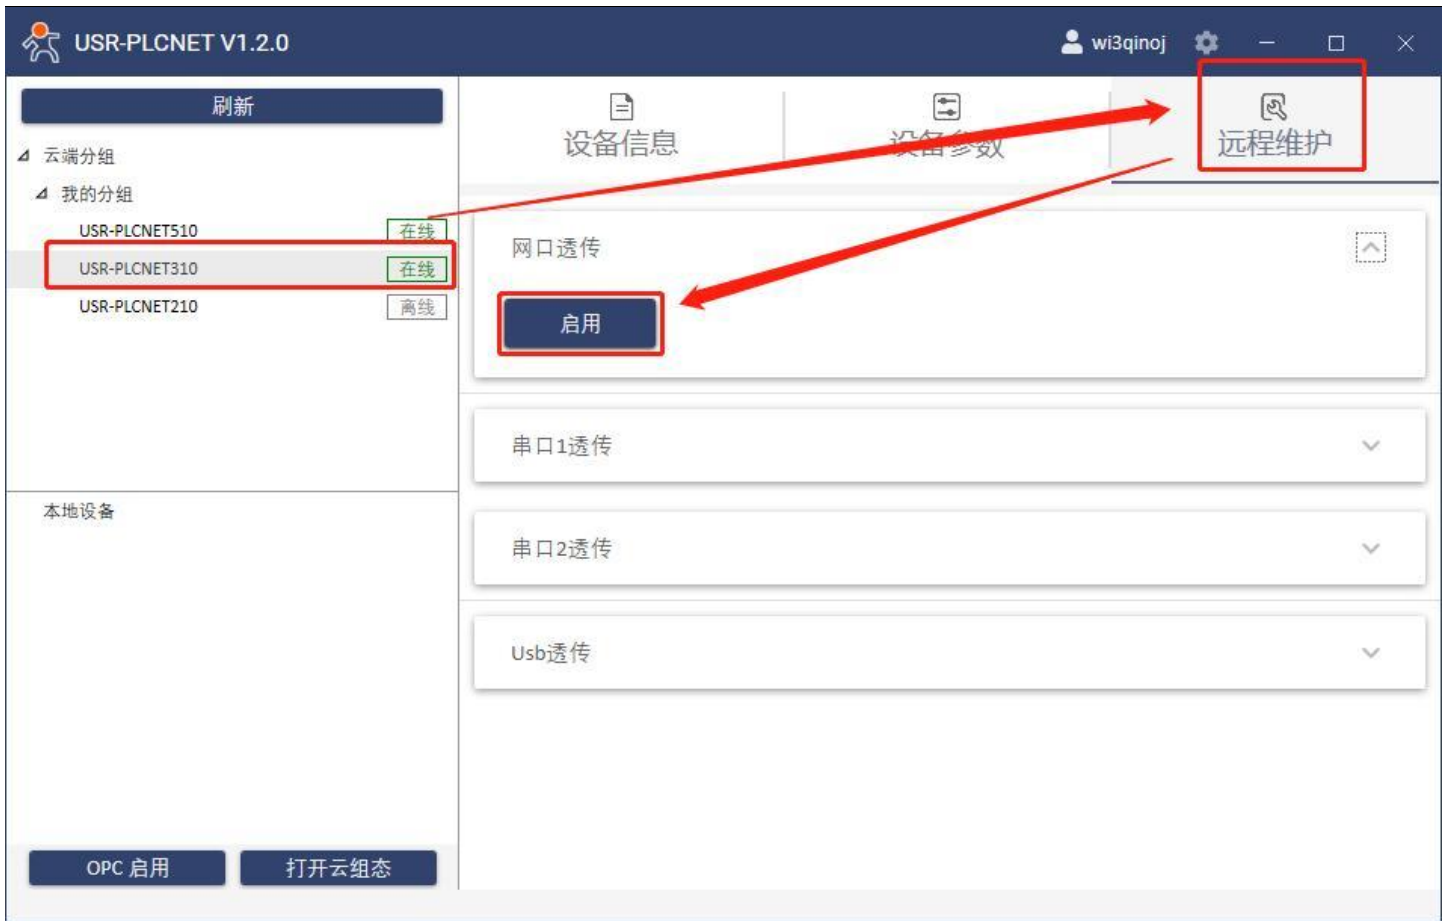 USR-PLCNET V1.2.0
wi3qinoj
刷新
云端分组
我的分组
USR-PLCNET510 在线
USR-PLCNET310 在线
USR-PLCNET210 离线
本地设备
OPC 启用
打开云组态
设备信息
设备参数
远程维护
网口透传
启用
串口1透传
串口2透传
Usb透传